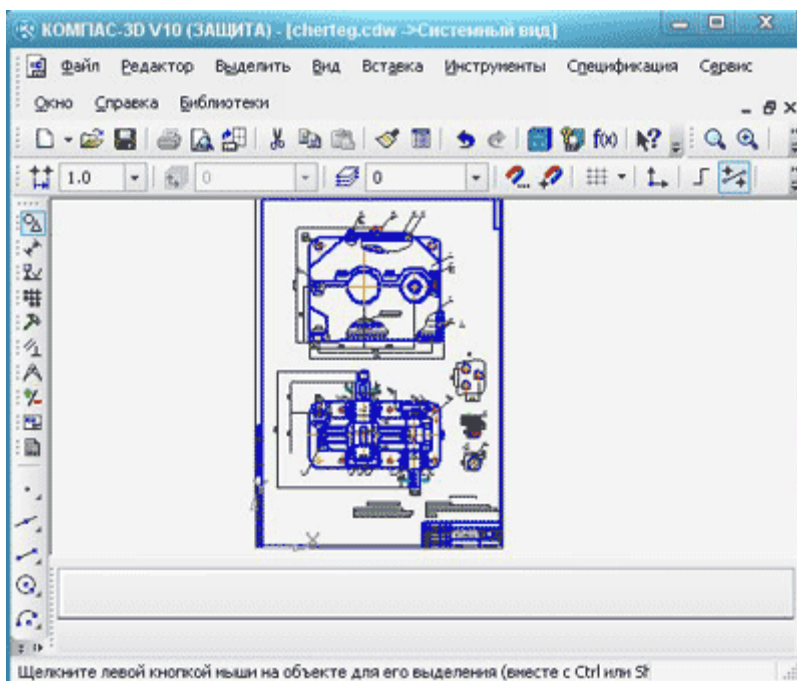 КОМПАС-3D V10 (ЗАЩИТА) - [cherteg.cdw ->Системный вид]
Файл Редактор Выделить Вид Вставка Инструменты Спецификация Сервис
Окно Справка Библиотеки
f(x)
1.0 0 0
Щелкните левой кнопкой мыши на объекте для его выделения (вместе с Ctrl или Sh